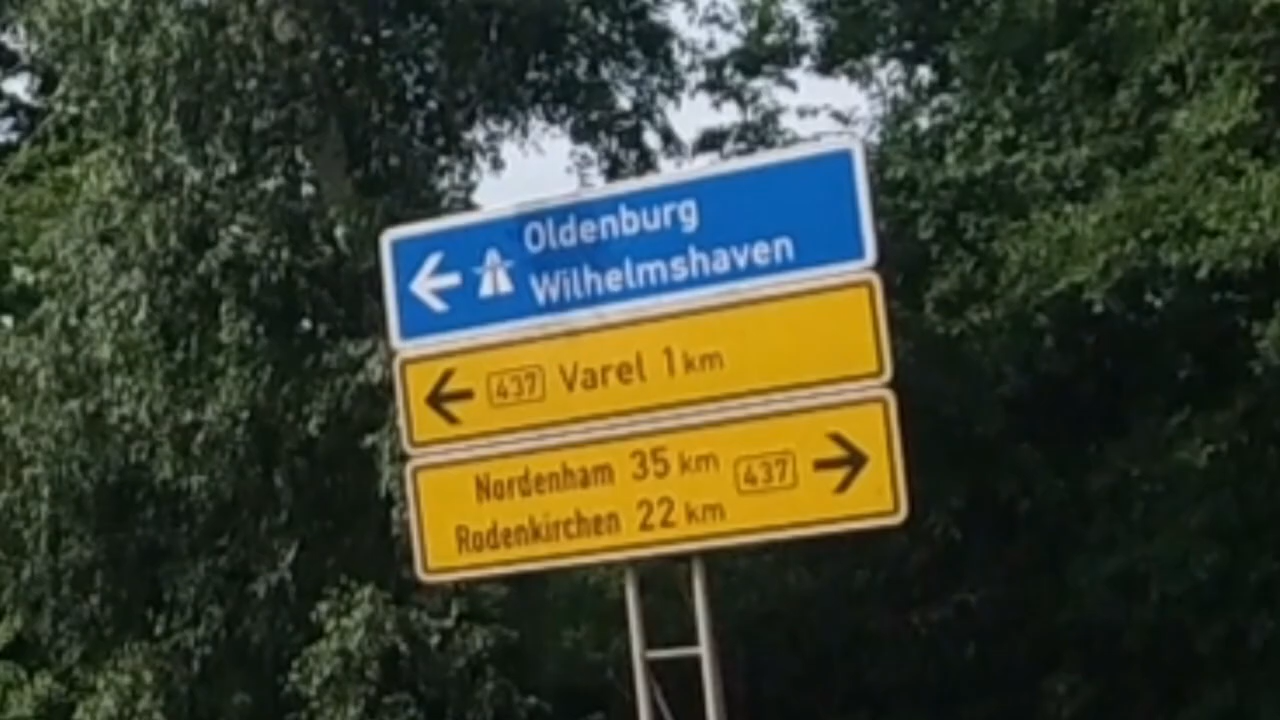 Oldenburg
Wilhelmshaven
437 Varel 1 km
Nordenham 35 km 437
Rodenkirchen 22 km